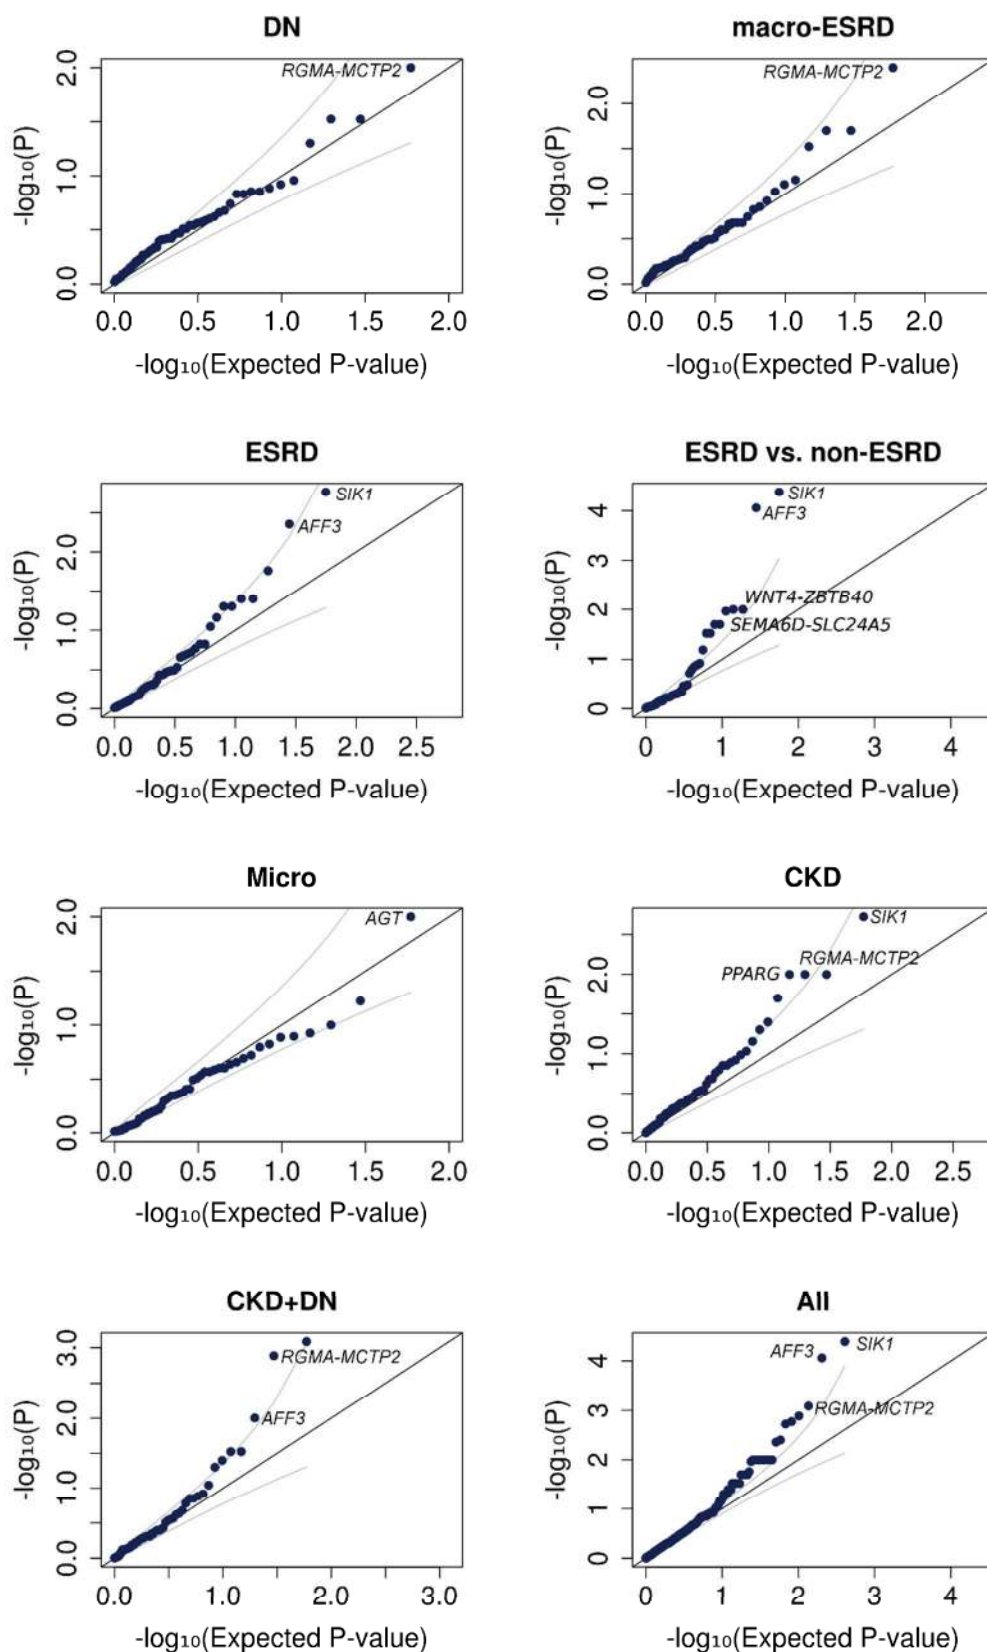 DN
RGMA-MCTP2
-log₁₀(P)
0.0 1.0 2.0
0.0 0.5 1.0 1.5 2.0
-log₁₀(Expected P-value)
macro-ESRD
RGMA-MCTP2
-log₁₀(P)
0.0 1.0 2.0
0.0 0.5 1.0 1.5 2.0
-log₁₀(Expected P-value)
ESRD
SIK1
AFF3
-log₁₀(P)
0.0 1.0 2.0
0.0 0.5 1.0 1.5 2.0 2.5
-log₁₀(Expected P-value)
ESRD vs. non-ESRD
SIK1
AFF3
WNT4-ZBTB40
SEMA6D-SLC24A5
-log₁₀(P)
0 1 2 3 4
0 1 2 3 4
-log₁₀(Expected P-value)
Micro
AGT
-log₁₀(P)
0.0 1.0 2.0
0.0 0.5 1.0 1.5 2.0
-log₁₀(Expected P-value)
CKD
SIK1
RGMA-MCTP2
PPARG
-log₁₀(P)
0.0 1.0 2.0
0.0 0.5 1.0 1.5 2.0 2.5
-log₁₀(Expected P-value)
CKD+DN
RGMA-MCTP2
AFF3
-log₁₀(P)
0.0 1.0 2.0 3.0
0.0 1.0 2.0 3.0
-log₁₀(Expected P-value)
All
SIK1
AFF3
RGMA-MCTP2
-log₁₀(P)
0 1 2 3 4
0 1 2 3 4
-log₁₀(Expected P-value)